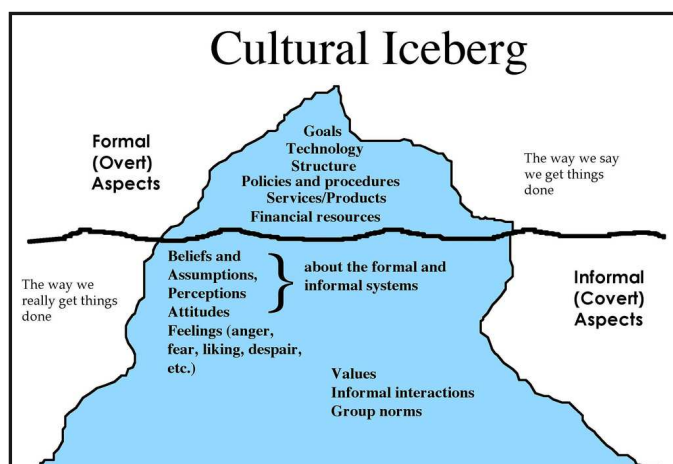 Cultural Iceberg
Formal
(Overt)
Aspects
Goals
Technology
Structure
Policies and procedures
Services/Products
Financial resources
The way we say
we get things
done
The way we
really get things
done
Beliefs and
Assumptions,
Perceptions
Attitudes
Feelings (anger,
fear, liking, despair,
etc.)
about the formal and
informal systems
Values
Informal interactions
Group norms
Informal
(Covert)
Aspects